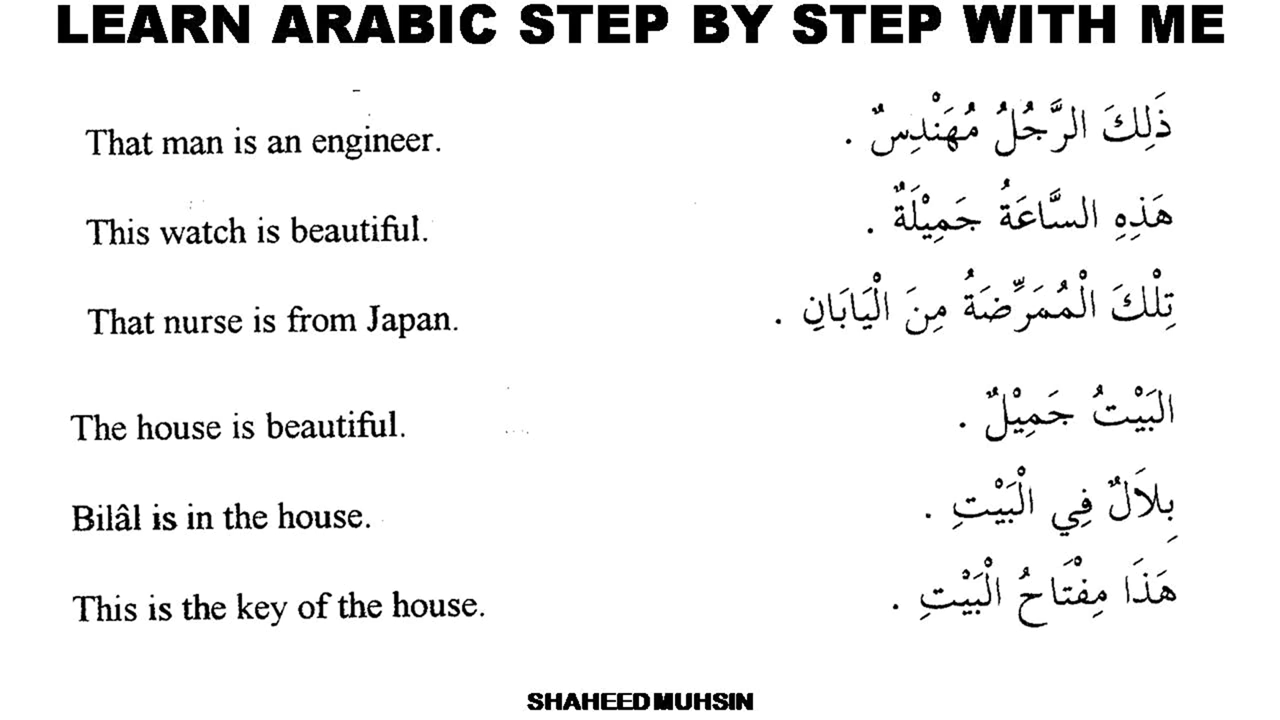 LEARN ARABIC STEP BY STEP WITH ME
That man is an engineer. ذَلِكَ الرَّجُلُ مُهَنْدِسٌ .
This watch is beautiful. هَذِهِ السَّاعَةُ جَمِيْلَةٌ .
That nurse is from Japan. تِلْكَ الْمُمَرِّضَةُ مِنَ الْيَابَانِ .
The house is beautiful. البَيْتُ جَمِيْلٌ .
Bilâl is in the house. بِلاَلٌ فِي الْبَيْتِ .
This is the key of the house. هَذَا مِفْتَاحُ الْبَيْتِ .
SHAHEED MUHSIN